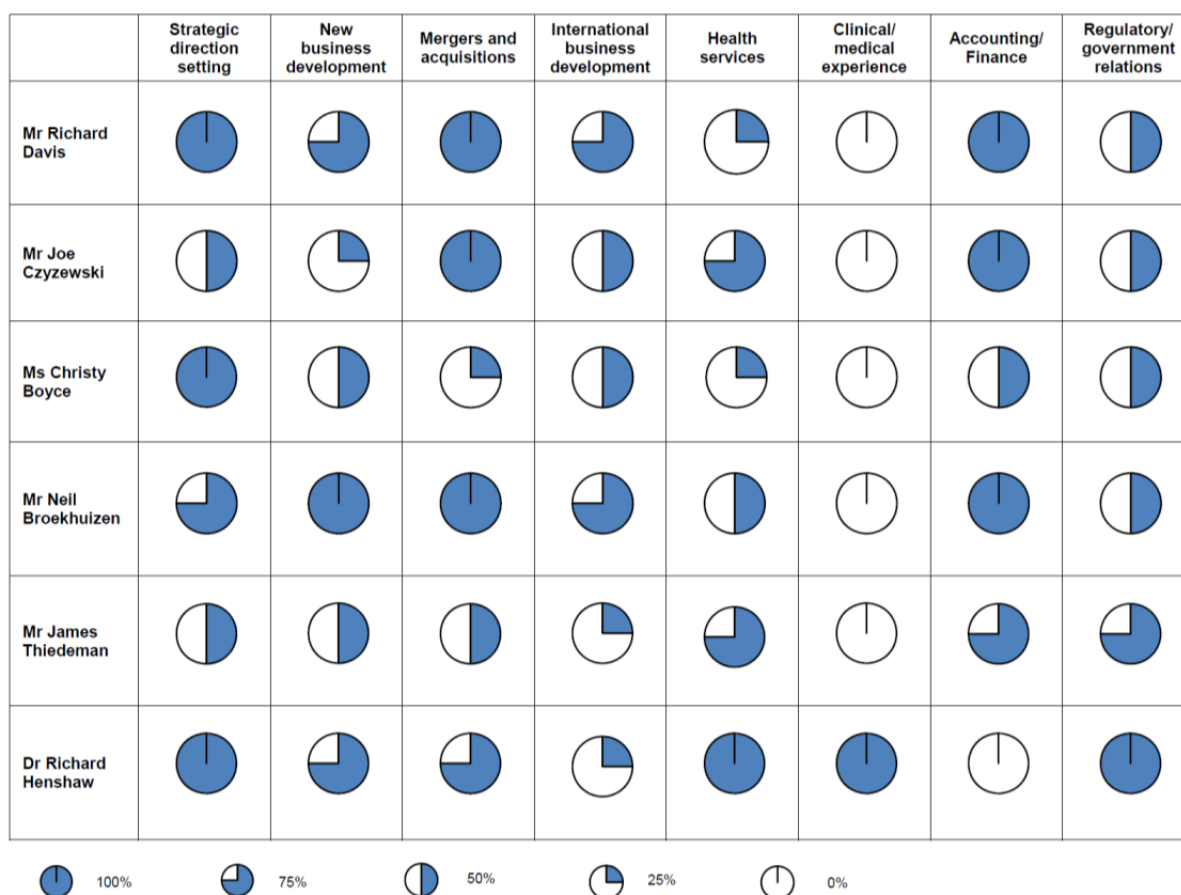 Strategic
direction
setting
New
business
development
Mergers and
acquisitions
International
business
development
Health
services
Clinical/
medical
experience
Accounting/
Finance
Regulatory/
government
relations
Mr Richard
Davis
Mr Joe
Czyzewski
Ms Christy
Boyce
Mr Neil
Broekhuizen
Mr James
Thiedeman
Dr Richard
Henshaw
100%
75%
50%
25%
0%